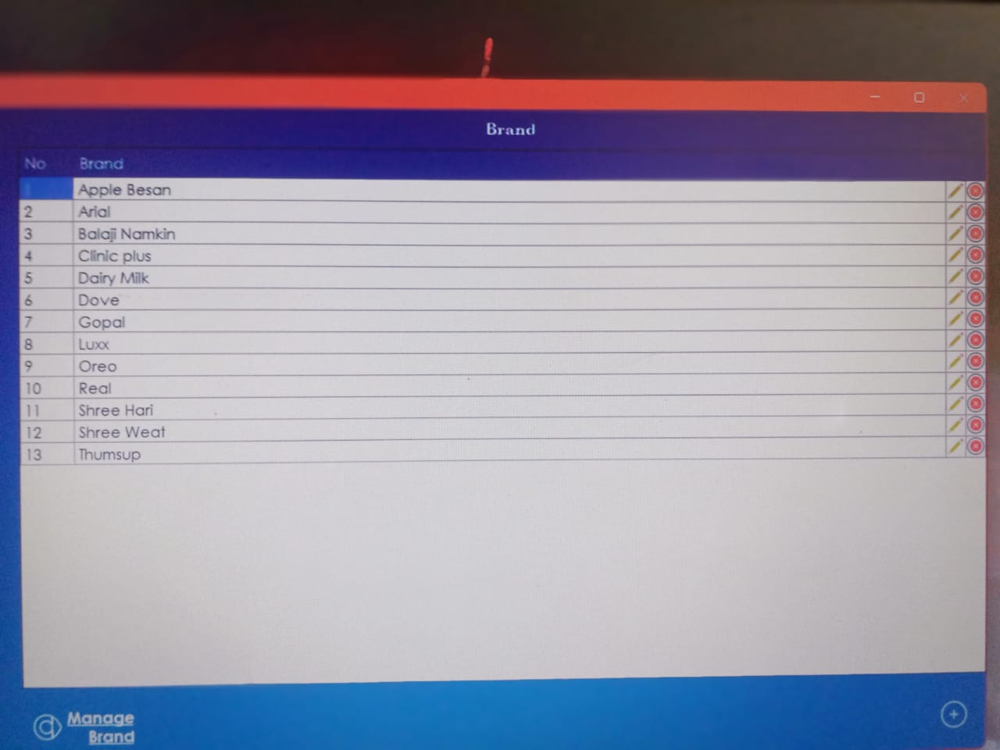 Brand
No Brand
1 Apple Besan
2 Arial
3 Balaji Namkin
4 Clinic plus
5 Dairy Milk
6 Dove
7 Gopal
8 Luxx
9 Oreo
10 Real
11 Shree Hari
12 Shree Weat
13 Thumsup
Manage
Brand